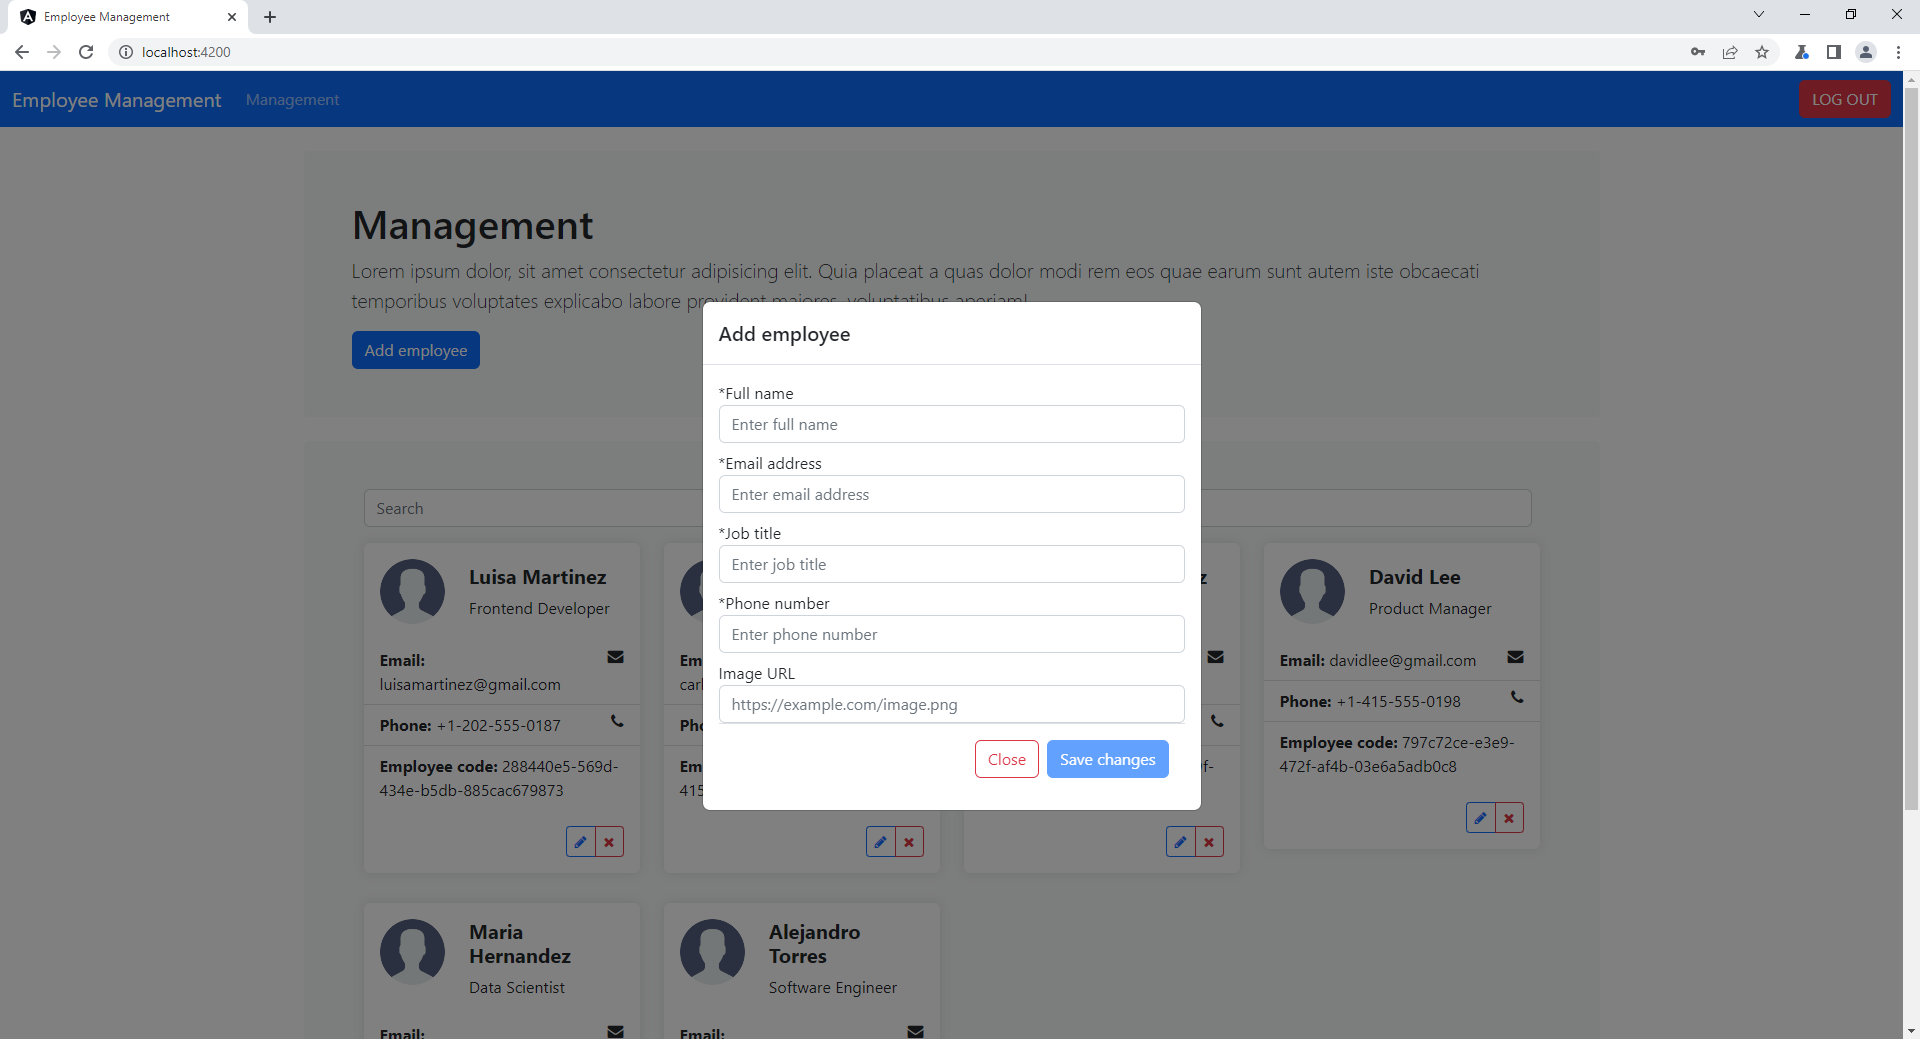 Employee Management
localhost:4200
Employee Management
Management
LOG OUT
Management
Lorem ipsum dolor, sit amet consectetur adipisicing elit. Quia placeat a quas dolor modi rem eos quae earum sunt autem iste obcaecati
temporibus voluptates explicabo labore provident maiores, voluptatibus aperiam!
Add employee
Add employee
*Full name
Enter full name
*Email address
Enter email address
*Job title
Enter job title
*Phone number
Enter phone number
Image URL
https://example.com/image.png
Close
Save changes
Search
Luisa Martinez
Frontend Developer
Email:
luisamartinez@gmail.com
Phone: +1-202-555-0187
Employee code: 288440e5-569d-
434e-b5db-885cac679873
David Lee
Product Manager
Email: davidlee@gmail.com
Phone: +1-415-555-0198
Employee code: 797c72ce-e3e9-
472f-af4b-03e6a5adb0c8
Maria
Hernandez
Data Scientist
Email:
Alejandro
Torres
Software Engineer
Email: